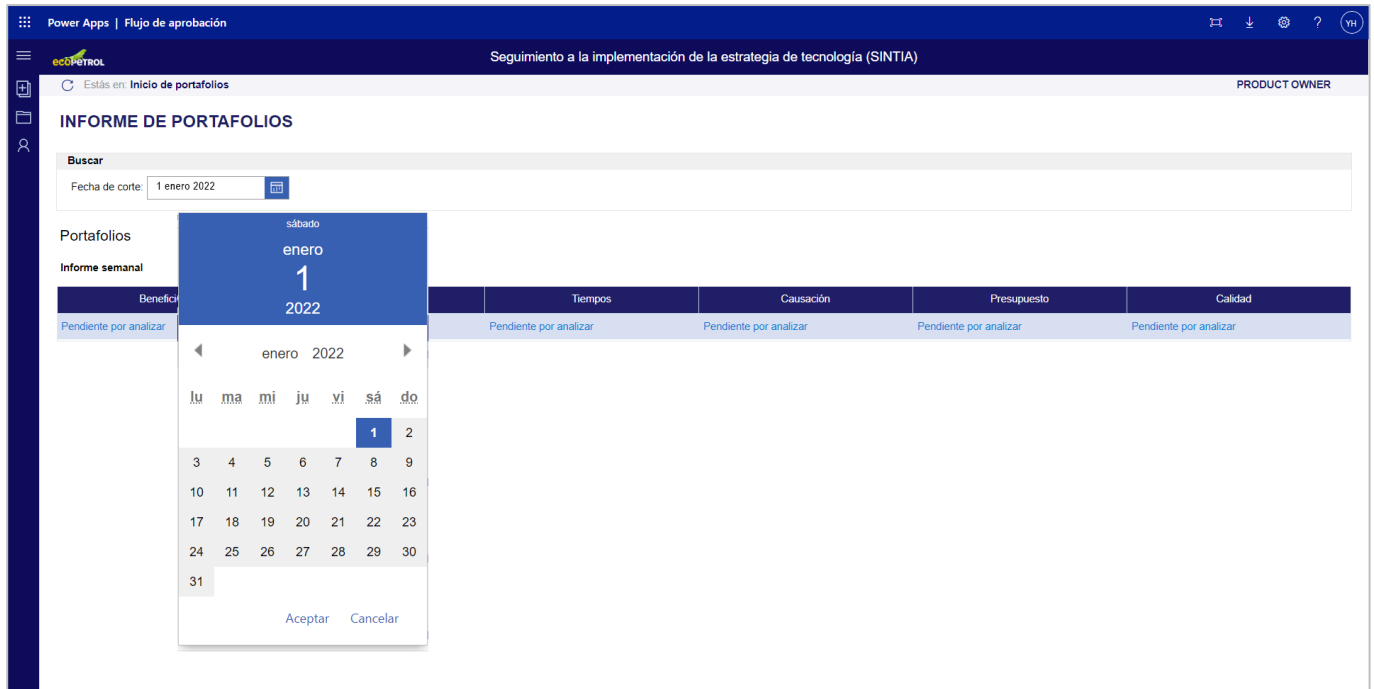 Power Apps | Flujo de aprobación
? YH
ecopetrol Seguimiento a la implementación de la estrategia de tecnología (SINTIA)
Estás en: Inicio de portafolios PRODUCT OWNER
INFORME DE PORTAFOLIOS
Buscar
Fecha de corte: 1 enero 2022
Portafolios
Informe semanal
Tiempos Causación Presupuesto Calidad
Pendiente por analizar Pendiente por analizar Pendiente por analizar Pendiente por analizar Pendiente por analizar
sábado
enero
1
2022
enero 2022
lu ma mi ju vi sá do
1 2
3 4 5 6 7 8 9
10 11 12 13 14 15 16
17 18 19 20 21 22 23
24 25 26 27 28 29 30
31
Aceptar Cancelar